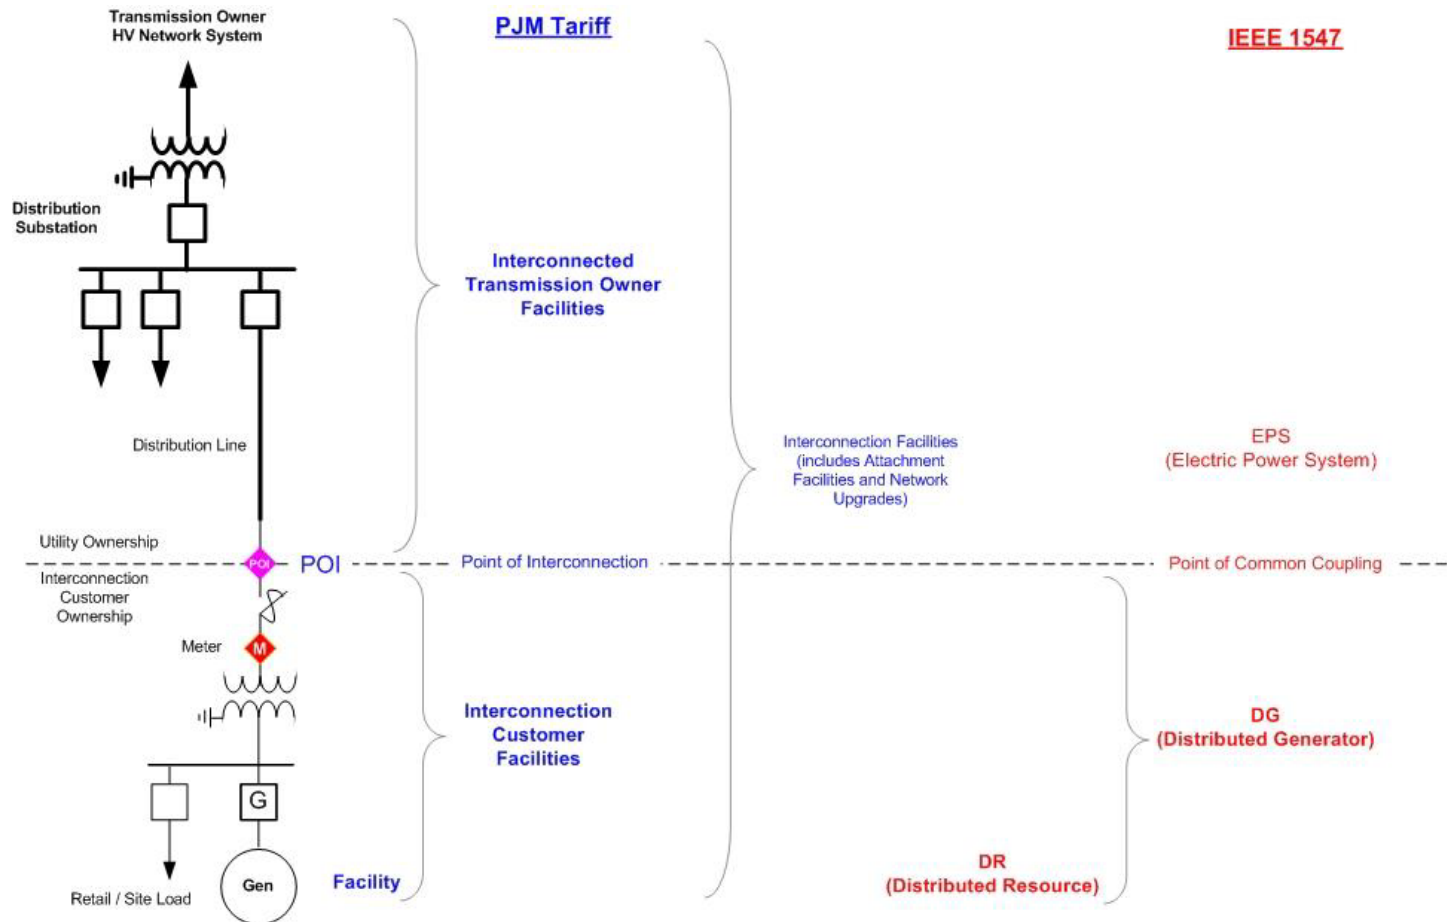 Transmission Owner
HV Network System
PJM Tariff
IEEE 1547
Distribution
Substation
Interconnected
Transmission Owner
Facilities
Distribution Line
Interconnection Facilities
(includes Attachment
Facilities and Network
Upgrades)
EPS
(Electric Power System)
Utility Ownership
POI
POI
Point of Interconnection
Point of Common Coupling
Interconnection
Customer
Ownership
Meter
M
Interconnection
Customer
Facilities
DG
(Distributed Generator)
G
Gen
Facility
DR
(Distributed Resource)
Retail / Site Load